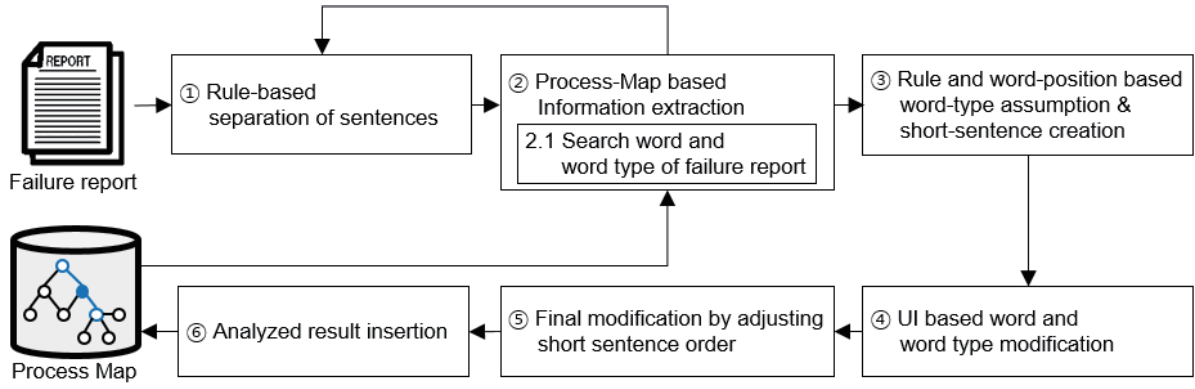 REPORT
Failure report
① Rule-based
separation of sentences
② Process-Map based
Information extraction
2.1 Search word and
word type of failure report
③ Rule and word-position based
word-type assumption &
short-sentence creation
④ UI based word and
word type modification
⑤ Final modification by adjusting
short sentence order
⑥ Analyzed result insertion
Process Map